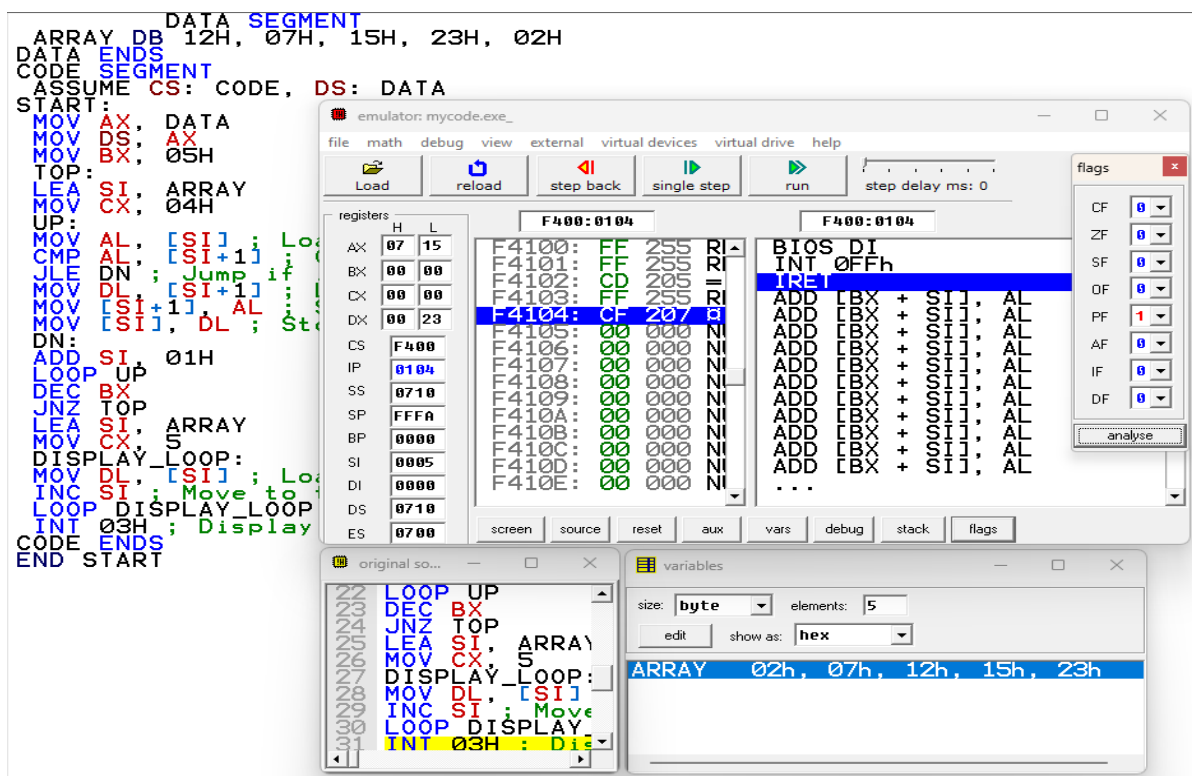 DATA SEGMENT
ARRAY DB 12H, 07H, 15H, 23H, 02H
DATA ENDS
CODE SEGMENT
ASSUME CS: CODE, DS: DATA
START:
MOV AX, DATA
MOV DS, AX
MOV BX, 05H
TOP:
LEA SI, ARRAY
MOV CX, 04H
UP:
MOV AL, [SI] ; Loa
CMP AL, [SI+1] ;
JLE DN ; Jump if
MOV DL, [SI+1] ;
MOV [SI+1], AL ;
MOV [SI], DL ; Sto
DN:
ADD SI, 01H
LOOP UP
DEC BX
JNZ TOP
LEA SI, ARRAY
MOV CX, 5
DISPLAY_LOOP:
MOV DL, [SI] ; Loa
INC SI ; Move to
LOOP DISPLAY_LOOP
INT 03H ; Display
CODE ENDS
END START
emulator: mycode.exe_
file math debug view external virtual devices virtual drive help
Load reload step back single step run step delay ms: 0
registers
H L
AX 07 15
BX 00 00
CX 00 00
DX 00 23
CS F400
IP 0104
SS 0710
SP FFFA
BP 0000
SI 0005
DI 0000
DS 0710
ES 0700
F400:0104
F4100: FF 255
F4101: FF 255
F4102: CD 205 =
F4103: FF 255
F4104: CF 207 ¤
F4105: 00 000
F4106: 00 000
F4107: 00 000
F4108: 00 000
F4109: 00 000
F410A: 00 000
F410B: 00 000
F410C: 00 000
F410D: 00 000
F410E: 00 000
F400:0104
BIOS DI
INT 0FFh
IRET
ADD [BX + SI], AL
ADD [BX + SI], AL
ADD [BX + SI], AL
ADD [BX + SI], AL
ADD [BX + SI], AL
ADD [BX + SI], AL
ADD [BX + SI], AL
ADD [BX + SI], AL
ADD [BX + SI], AL
ADD [BX + SI], AL
...
screen source reset aux vars debug stack flags
flags
CF 0
ZF 0
SF 0
OF 0
PF 1
AF 0
IF 0
DF 0
analyse
original so...
22 LOOP UP
23 DEC BX
24 JNZ TOP
25 LEA SI, ARRAY
26 MOV CX, 5
27 DISPLAY_LOOP:
28 MOV DL, [SI]
29 INC SI ; Move
30 LOOP DISPLAY_
31 INT 03H ; Dis
variables
size: byte elements: 5
edit show as: hex
ARRAY 02h, 07h, 12h, 15h, 23h